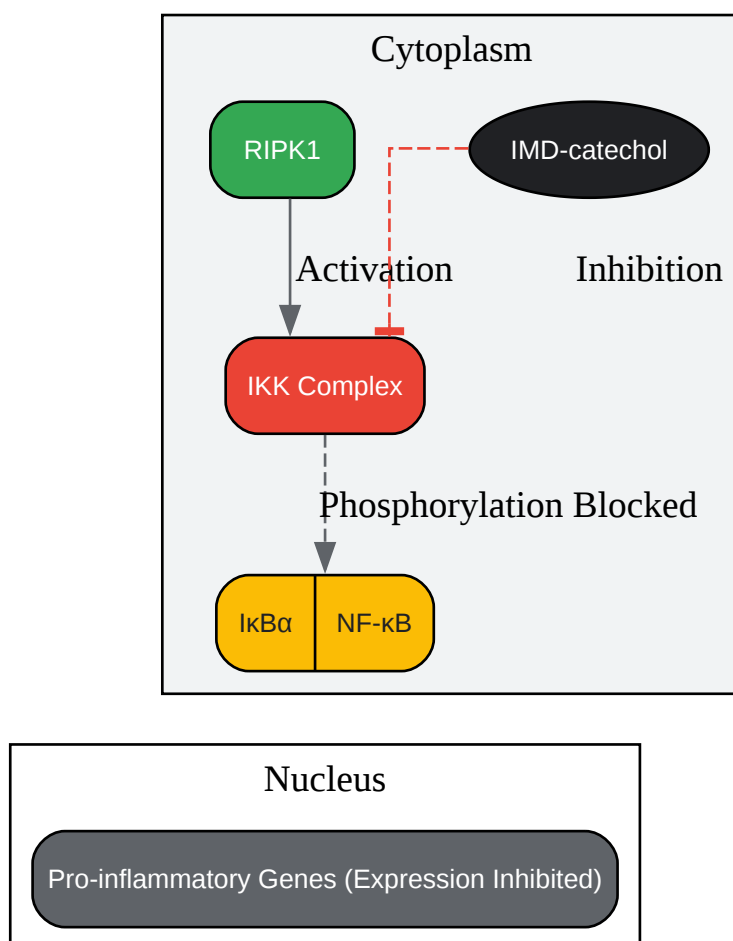 Cytoplasm
RIPK1
IMD-catechol
Activation
Inhibition
IKK Complex
Phosphorylation Blocked
IκBα
NF-κB
Nucleus
Pro-inflammatory Genes (Expression Inhibited)